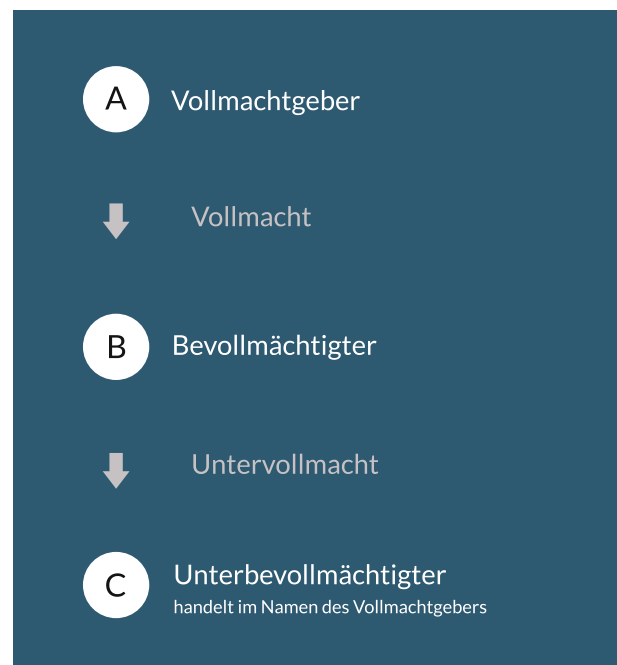 A Vollmachtgeber
Vollmacht
B Bevollmächtigter
Untervollmacht
C Unterbevollmächtigter
handelt im Namen des Vollmachtgebers